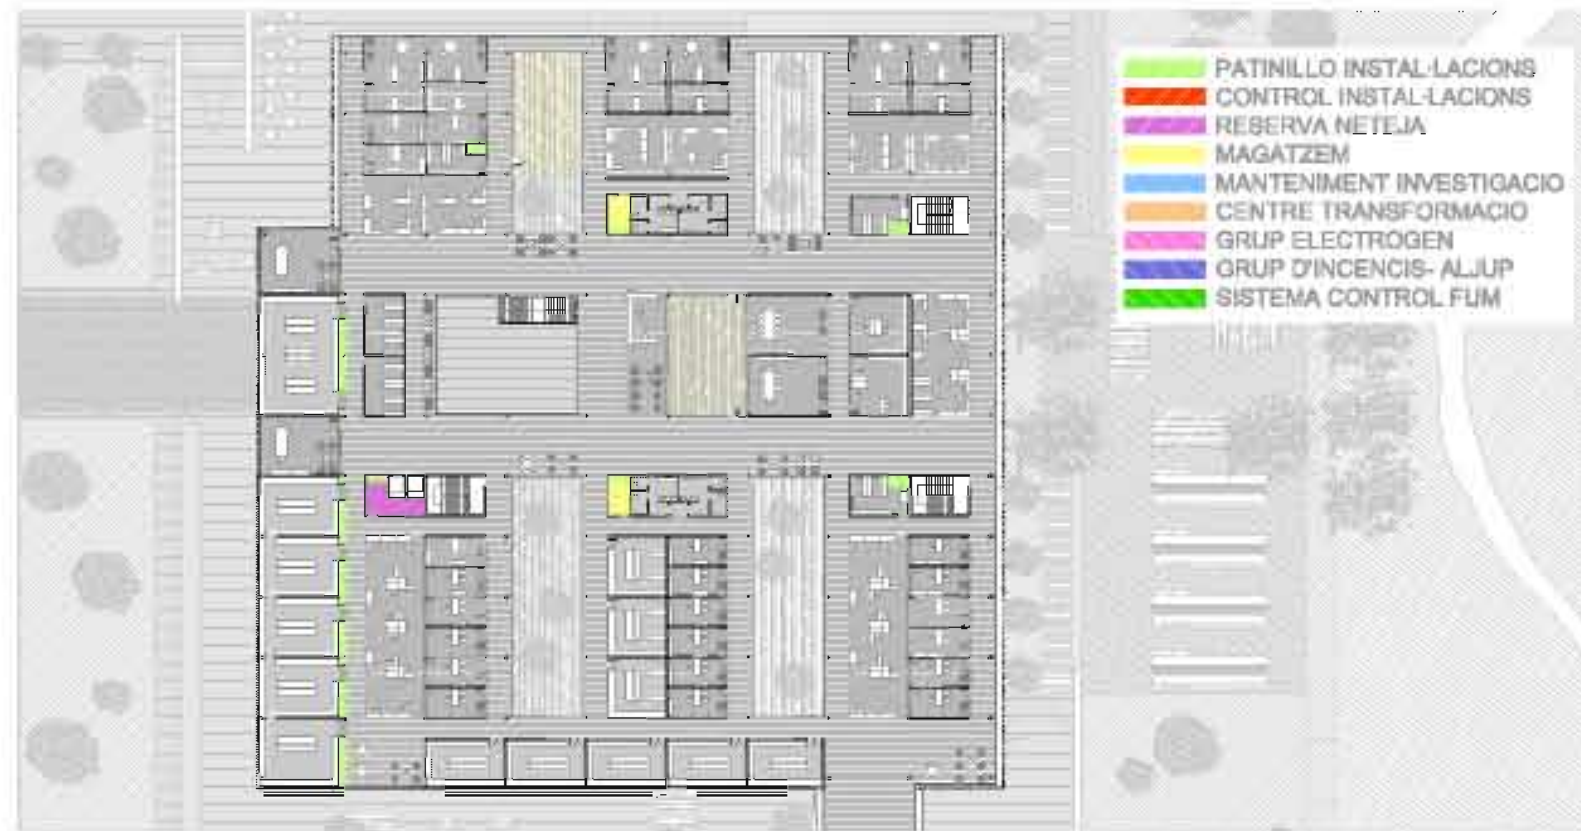 PATINILLO INSTAL·LACIONS
CONTROL INSTAL·LACIONS
RESERVA NETEJA
MAGATZEM
MANTENIMENT INVESTIGACIO
CENTRE TRANSFORMACIO
GRUP ELECTROGEN
GRUP D'INCENCIS- ALJUP
SISTEMA CONTROL FUM